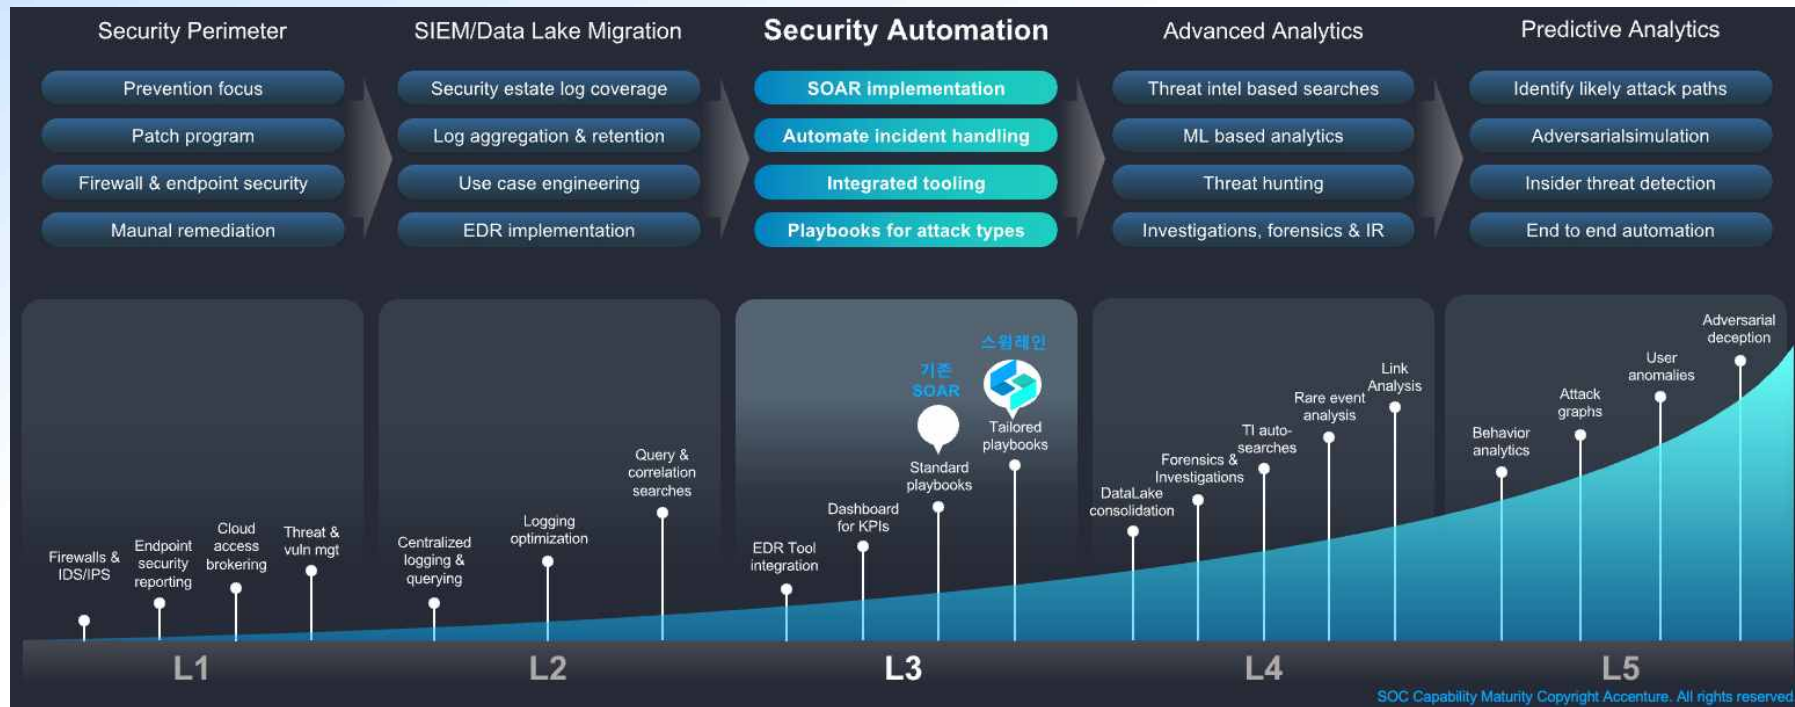 Security Perimeter
Prevention focus
Patch program
Firewall & endpoint security
Maunal remediation
SIEM/Data Lake Migration
Security estate log coverage
Log aggregation & retention
Use case engineering
EDR implementation
Security Automation
SOAR implementation
Automate incident handling
Integrated tooling
Playbooks for attack types
Advanced Analytics
Threat intel based searches
ML based analytics
Threat hunting
Investigations, forensics & IR
Predictive Analytics
Identify likely attack paths
Adversarialsimulation
Insider threat detection
End to end automation
Firewalls &
IDS/IPS
Endpoint
security
reporting
Cloud
access
brokering
Threat &
vuln mgt
L1
Centralized
logging &
querying
Logging
optimization
Query &
correlation
searches
L2
EDR Tool
integration
Dashboard
for KPIs
기존
SOAR
Standard
playbooks
스윔레인
Tailored
playbooks
L3
DataLake
consolidation
Forensics &
Investigations
TI auto-
searches
Rare event
analysis
Link
Analysis
L4
Behavior
analytics
Attack
graphs
User
anomalies
Adversarial
deception
L5
SOC Capability Maturity Copyright Accenture. All rights reserved